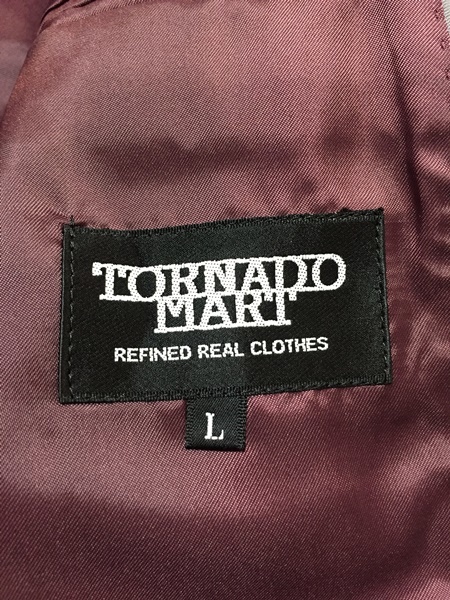 TORNADO
MART
REFINED REAL CLOTHES
L